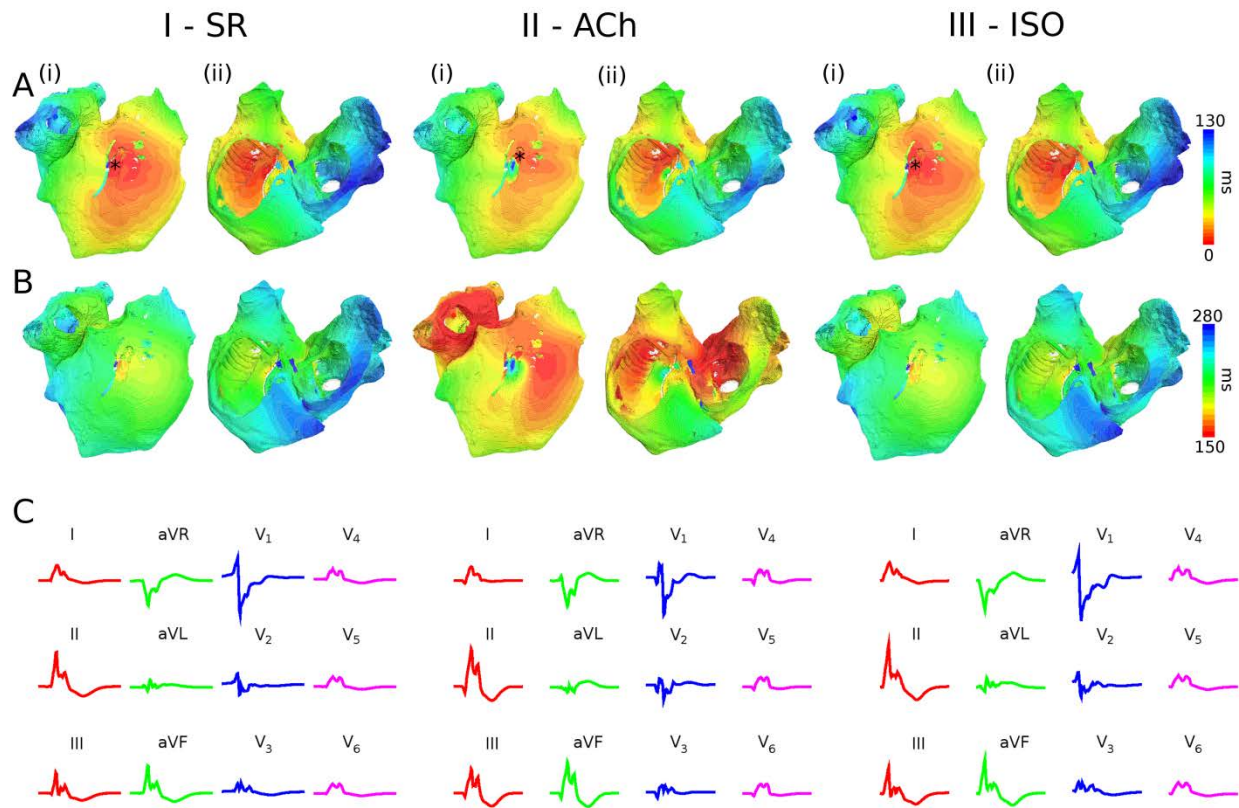 I - SR II - ACh III - ISO
A (i) (ii) (i) (ii) (i) (ii)
* * *
130
ms
0
B
280
ms
150
C
I aVR V₁ V₄ I aVR V₁ V₄ I aVR V₁ V₄
II aVL V₂ V₅ II aVL V₂ V₅ II aVL V₂ V₅
III aVF V₃ V₆ III aVF V₃ V₆ III aVF V₃ V₆